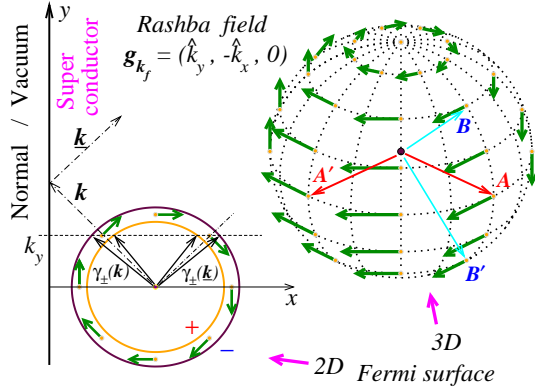 y
Normal / Vacuum
Super
conductor
Rashba field
g_{k_f} = (k̂_y , -k̂_x , 0)
B
A′
A
B′
k̲
k
k_y
γ_±(k)
γ_±(k̲)
x
+
−
2D
3D
Fermi surface